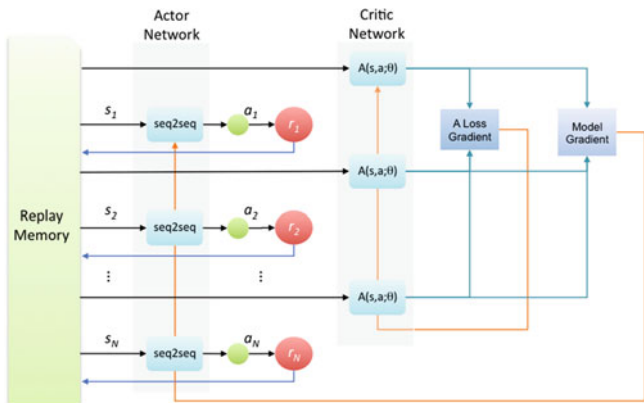 Actor
Network
Critic
Network
A(s,a;θ)
s1
seq2seq
a1
r1
A Loss
Gradient
Model
Gradient
A(s,a;θ)
Replay
Memory
s2
seq2seq
a2
r2
⋮
⋮
A(s,a;θ)
sN
seq2seq
aN
rN